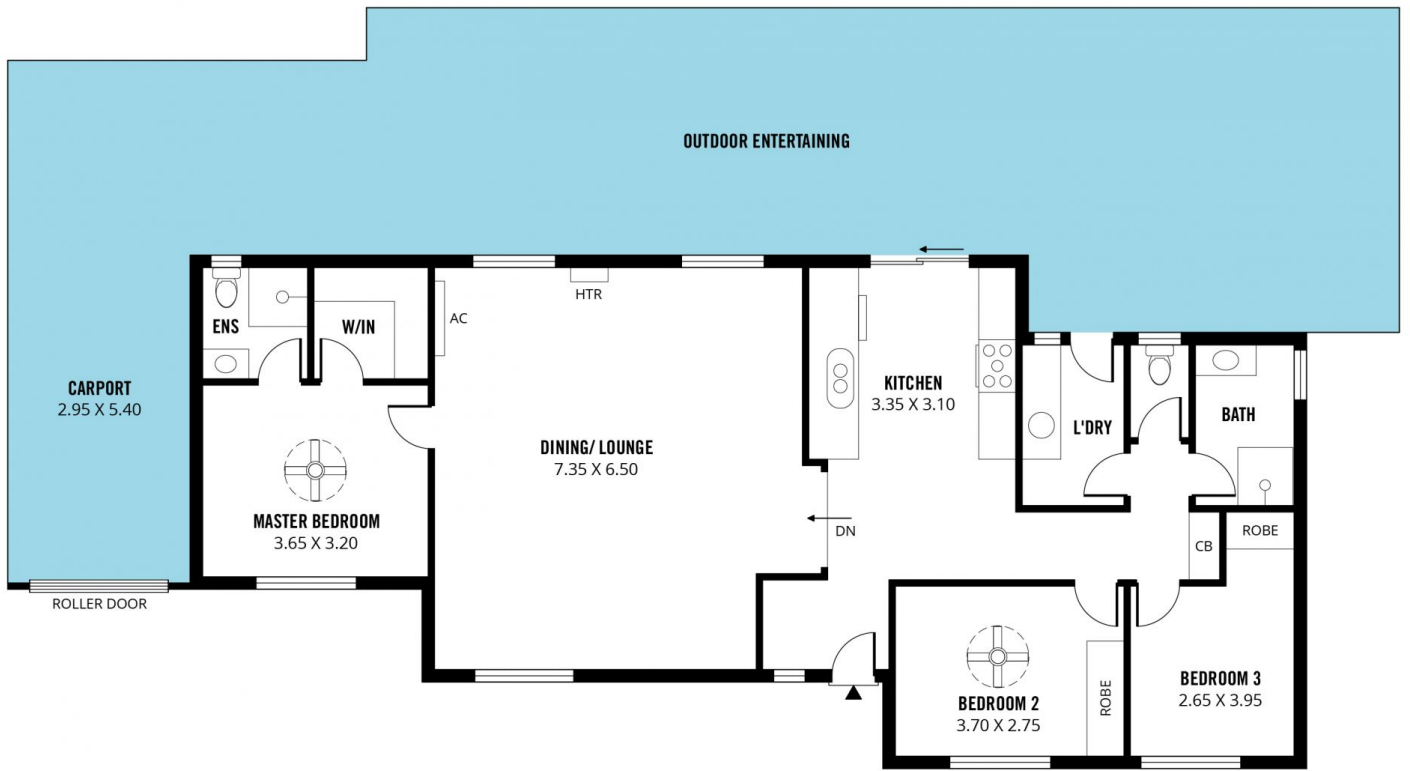 OUTDOOR ENTERTAINING
HTR
AC
ENS
W/IN
CARPORT
2.95 X 5.40
KITCHEN
3.35 X 3.10
L'DRY
BATH
DINING/ LOUNGE
7.35 X 6.50
MASTER BEDROOM
3.65 X 3.20
DN
CB
ROBE
ROLLER DOOR
BEDROOM 2
3.70 X 2.75
ROBE
BEDROOM 3
2.65 X 3.95